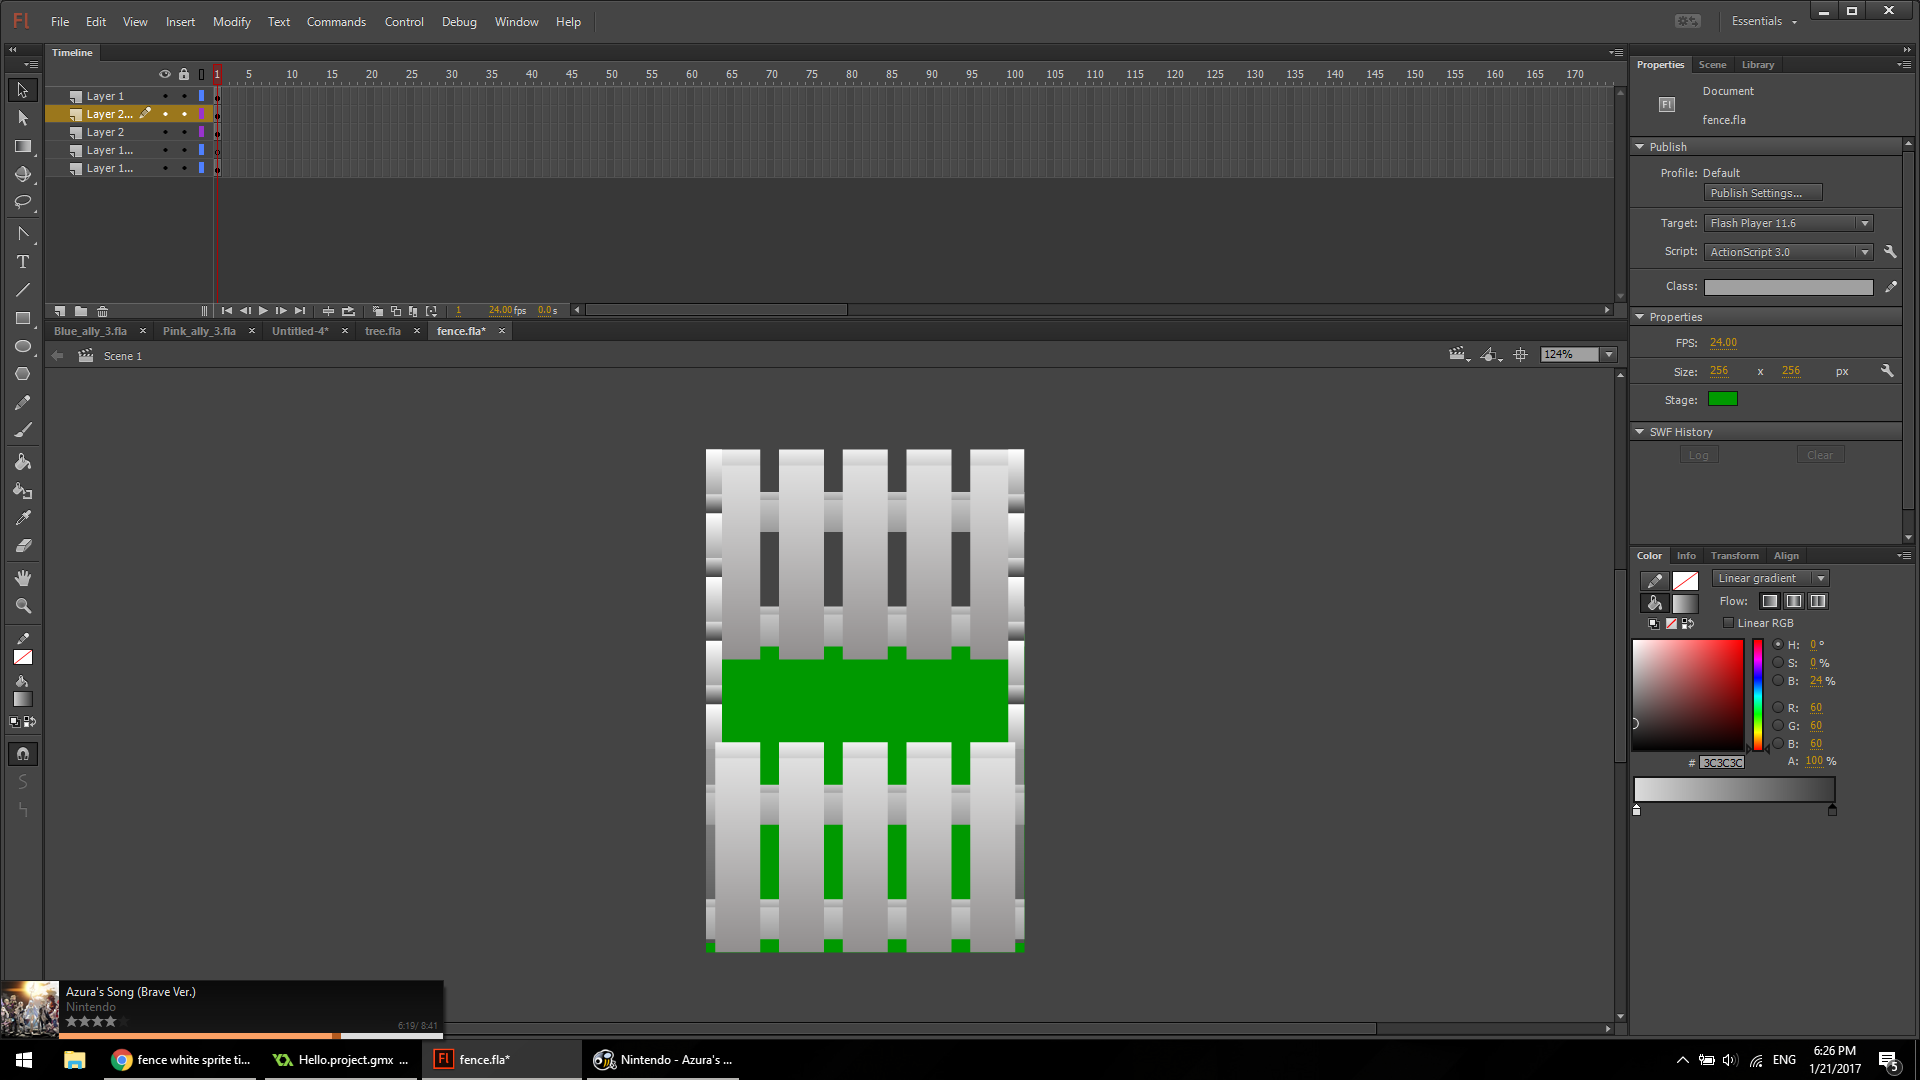 Fl File Edit View Insert Modify Text Commands Control Debug Window Help Essentials
Timeline
1 5 10 15 20 25 30 35 40 45 50 55 60 65 70 75 80 85 90 95 100 105 110 115 120 125 130 135 140 145 150 155 160 165 170
Layer 1
Layer 2...
Layer 2
Layer 1...
Layer 1...
1 24.00 fps 0.0 s
Blue_ally_3.fla Pink_ally_3.fla Untitled-4* tree.fla fence.fla*
Scene 1 124%
Properties Scene Library
Document
Fl
fence.fla
Publish
Profile: Default
Publish Settings...
Target: Flash Player 11.6
Script: ActionScript 3.0
Class:
Properties
FPS: 24.00
Size: 256 x 256 px
Stage:
SWF History
Log Clear
Color Info Transform Align
Linear gradient
Flow:
Linear RGB
H: 0 °
S: 0 %
B: 24 %
R: 60
G: 60
B: 60
# 3C3C3C A: 100 %
Azura's Song (Brave Ver.)
Nintendo
6:19/ 8:41
fence white sprite ti... Hello.project.gmx ... Fl fence.fla* Nintendo - Azura's ... ENG
6:26 PM
1/21/2017
5